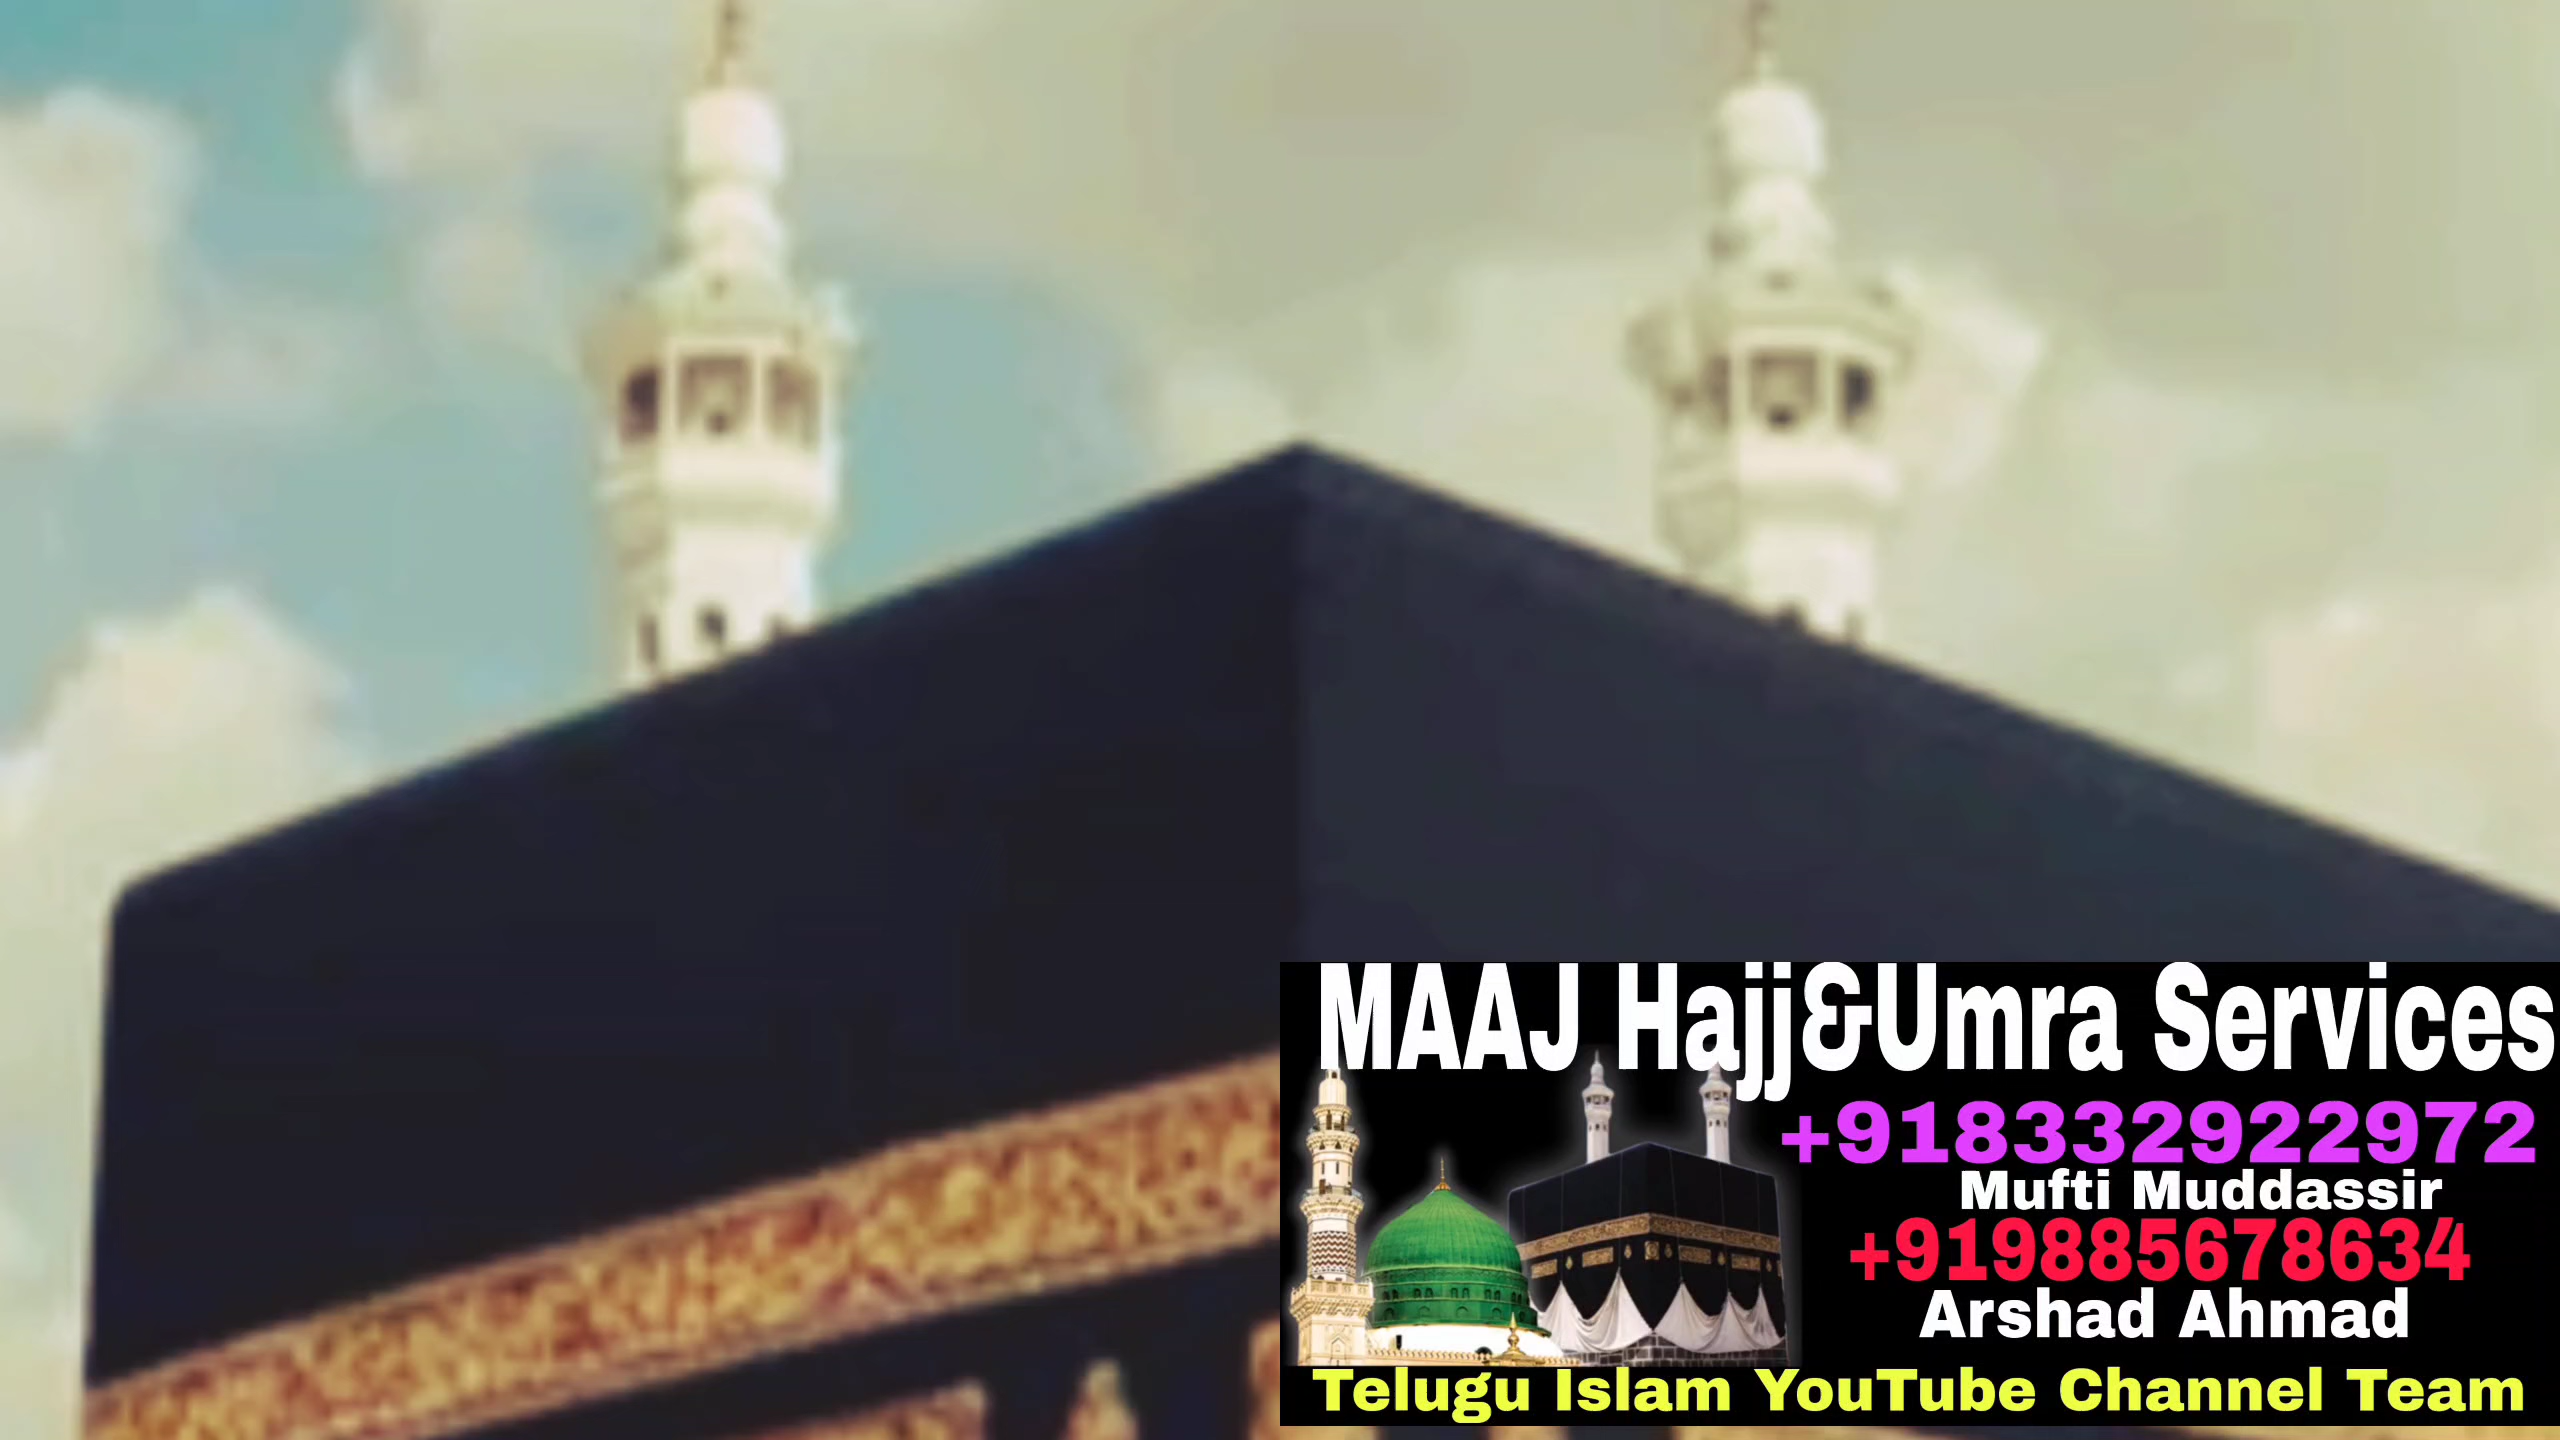 MAAJ Hajj&Umra Services
+918332922972
Mufti Muddassir
+919885678634
Arshad Ahmad
Telugu Islam YouTube Channel Team